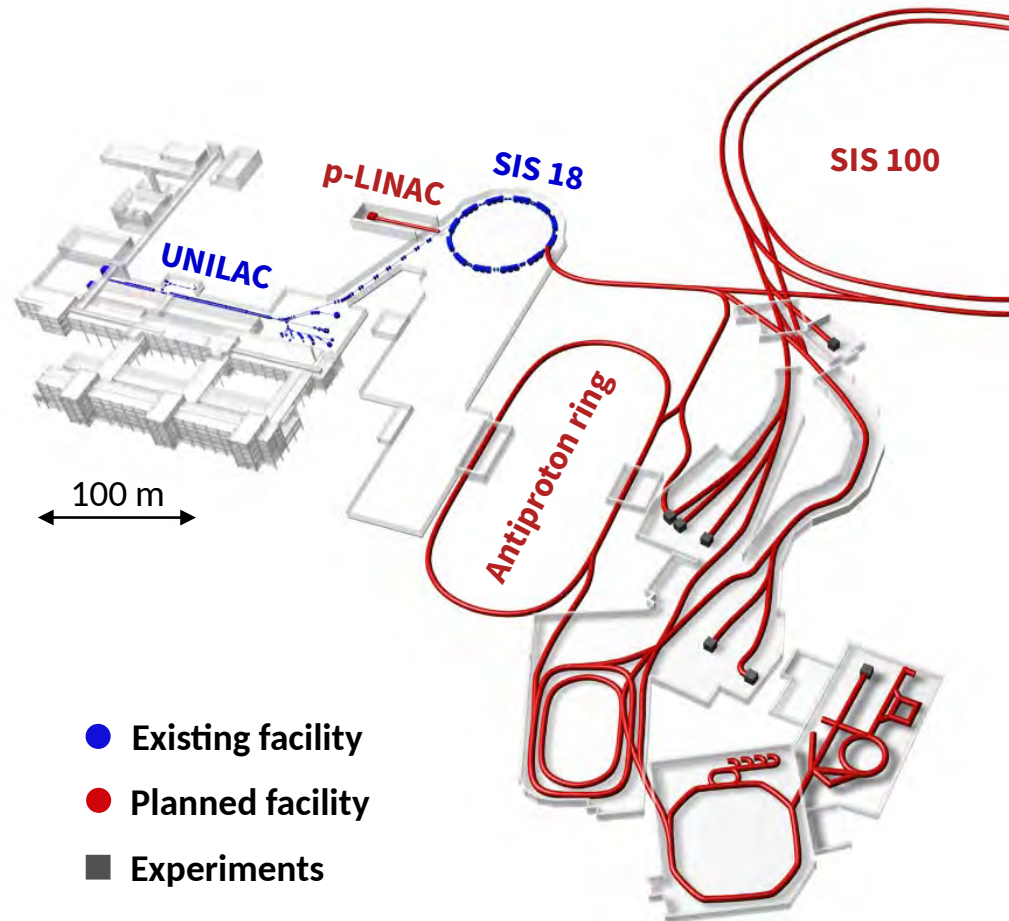 SIS 100
SIS 18
p-LINAC
UNILAC
Antiproton ring
100 m
Existing facility
Planned facility
Experiments